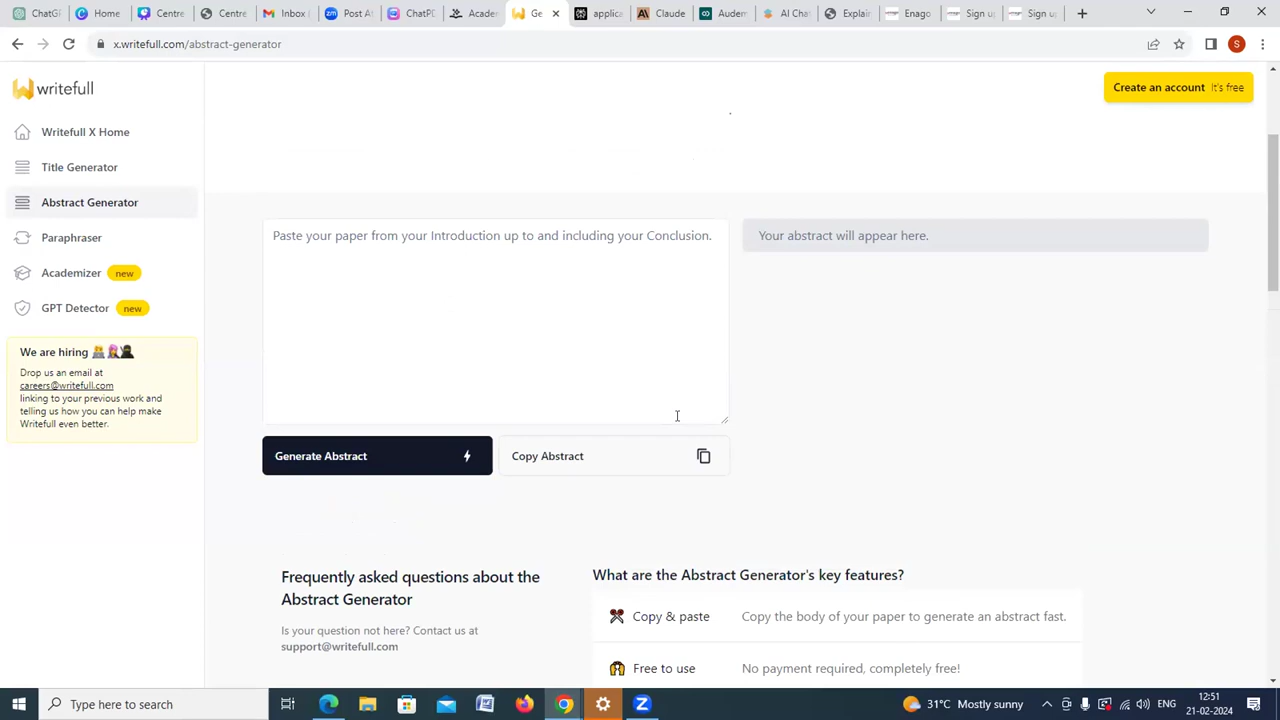 ChatGP
Home
Centre
Centre
Inbox
Post At
ChatPD
Acade
Ge
applica
Claude
Audem
AI Chat
Explain
Enago
Sign up
Sign up
x.writefull.com/abstract-generator
S
writefull
Create an account It's free
Writefull X Home
Title Generator
Abstract Generator
Paraphraser
Academizer new
GPT Detector new
We are hiring
Drop us an email at
careers@writefull.com
linking to your previous work and
telling us how you can help make
Writefull even better.
Paste your paper from your Introduction up to and including your Conclusion.
Your abstract will appear here.
Generate Abstract
Copy Abstract
Frequently asked questions about the
Abstract Generator
Is your question not here? Contact us at
support@writefull.com
What are the Abstract Generator's key features?
Copy & paste Copy the body of your paper to generate an abstract fast.
Free to use No payment required, completely free!
Type here to search
31°C Mostly sunny
ENG
12:51
21-02-2024